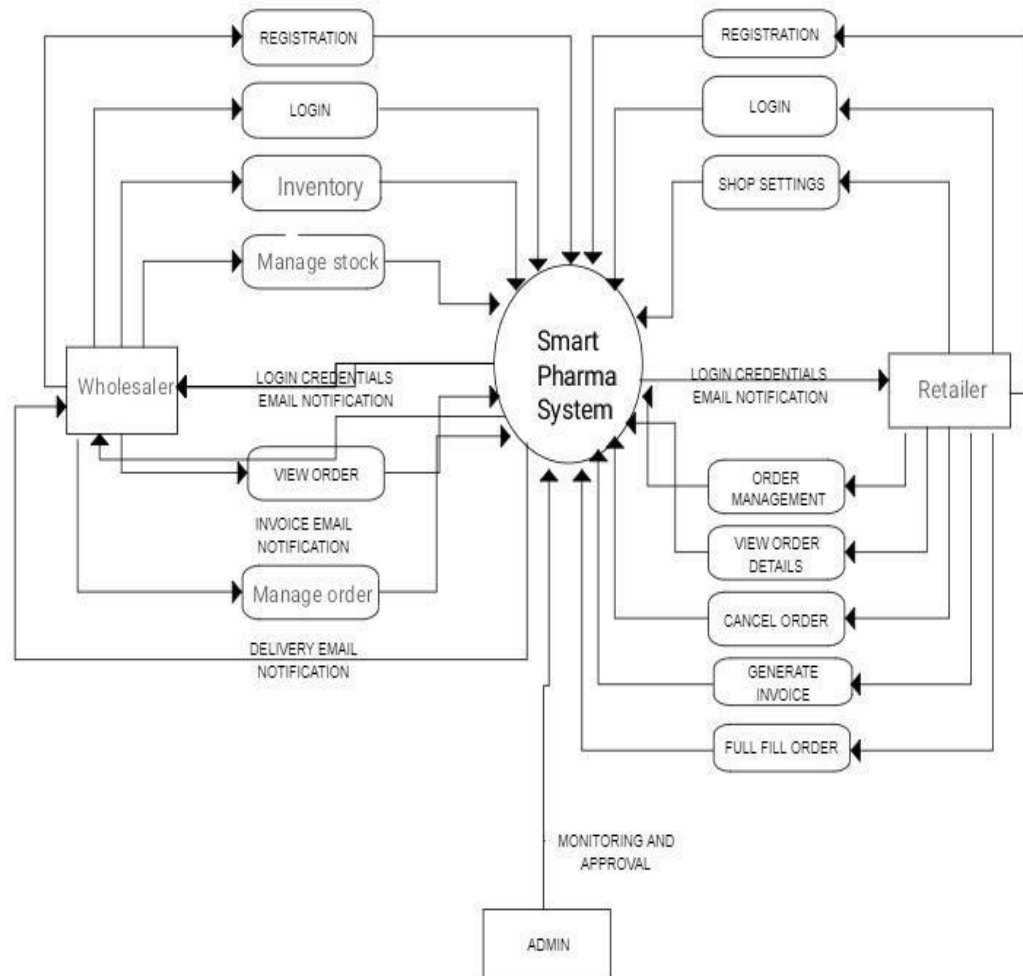 REGISTRATION
LOGIN
Inventory
Manage stock
Wholesaler
LOGIN CREDENTIALS
EMAIL NOTIFICATION
VIEW ORDER
INVOICE EMAIL
NOTIFICATION
Manage order
DELIVERY EMAIL
NOTIFICATION
Smart
Pharma
System
REGISTRATION
LOGIN
SHOP SETTINGS
LOGIN CREDENTIALS
EMAIL NOTIFICATION
Retailer
ORDER
MANAGEMENT
VIEW ORDER
DETAILS
CANCEL ORDER
GENERATE
INVOICE
FULL FILL ORDER
MONITORING AND
APPROVAL
ADMIN